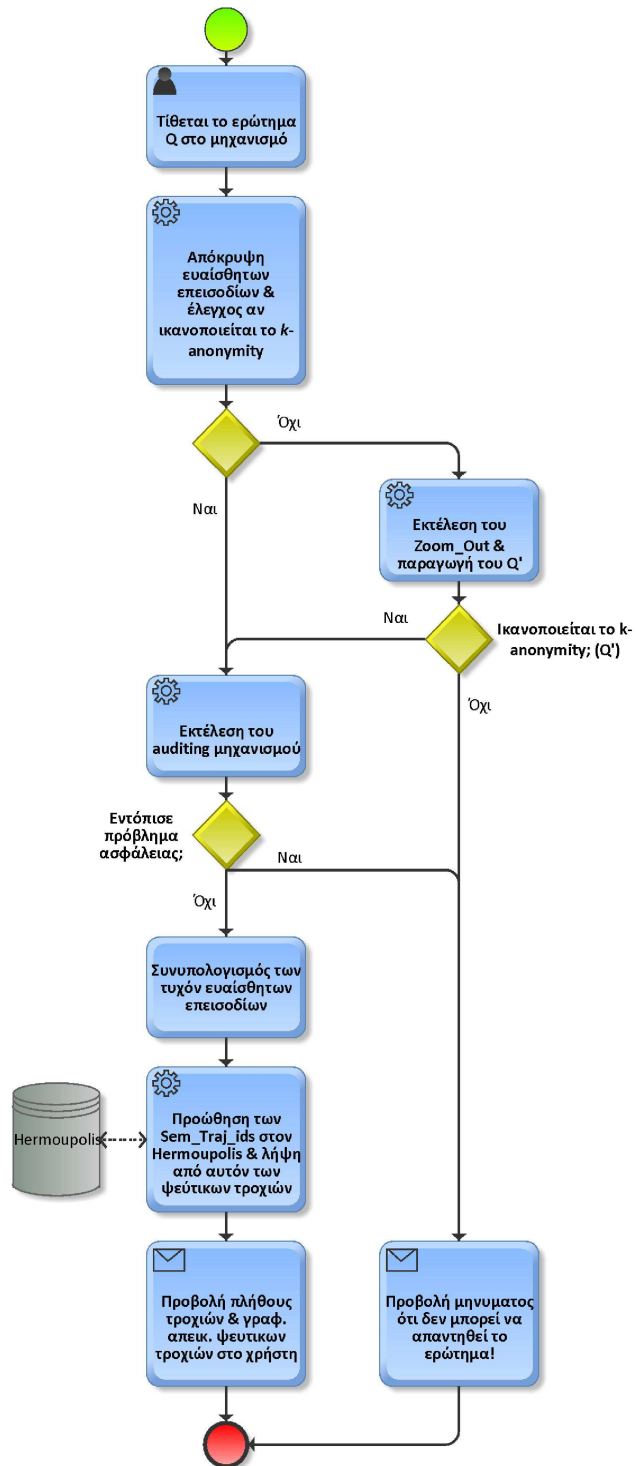 Τίθεται το ερώτημα
Q στο μηχανισμό
Απόκρυψη
ευαίσθητων
επεισοδίων &
έλεγχος αν
ικανοποιείται το k-
anonymity
Όχι
Ναι
Εκτέλεση του
Zoom_Out &
παραγωγή του Q'
Ναι
Ικανοποιείται το k-
anonymity; (Q')
Όχι
Εκτέλεση του
auditing μηχανισμού
Εντόπισε
πρόβλημα
ασφάλειας;
Ναι
Όχι
Συνυπολογισμός των
τυχόν ευαίσθητων
επεισοδίων
Hermoupolis
Προώθηση των
Sem_Traj_ids στον
Hermoupolis & λήψη
από αυτόν των
ψεύτικων τροχιών
Προβολή πλήθους
τροχιών & γραφ.
απεικ. ψευτικων
τροχιών στο χρήστη
Προβολή μηνυματος
ότι δεν μπορεί να
απαντηθεί το
ερώτημα!